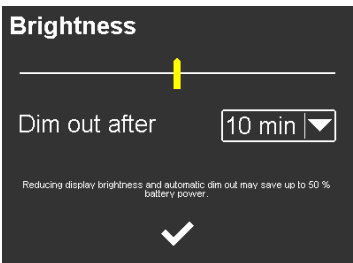 Brightness
Dim out after
10 min
Reducing display brightness and automatic dim out may save up to 50 %
battery power.